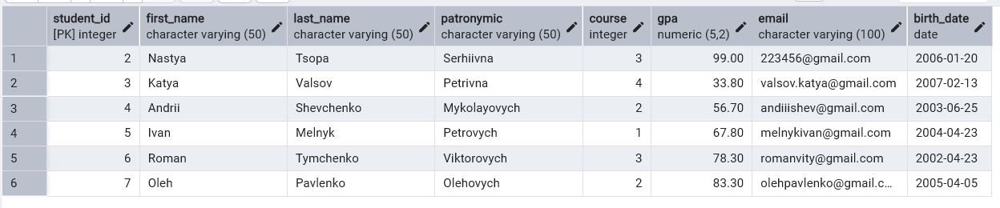 student_id first_name last_name patronymic course gpa email birth_date
[PK] integer character varying (50) character varying (50) character varying (50) integer numeric (5,2) character varying (100) date
1 2 Nastya Tsopa Serhiivna 3 99.00 223456@gmail.com 2006-01-20
2 3 Katya Valsov Petrivna 4 33.80 valsov.katya@gmail.com 2007-02-13
3 4 Andrii Shevchenko Mykolayovych 2 56.70 andiiishev@gmail.com 2003-06-25
4 5 Ivan Melnyk Petrovych 1 67.80 melnykivan@gmail.com 2004-04-23
5 6 Roman Tymchenko Viktorovych 3 78.30 romanvity@gmail.com 2002-04-23
6 7 Oleh Pavlenko Olehovych 2 83.30 olehpavlenko@gmail.c... 2005-04-05